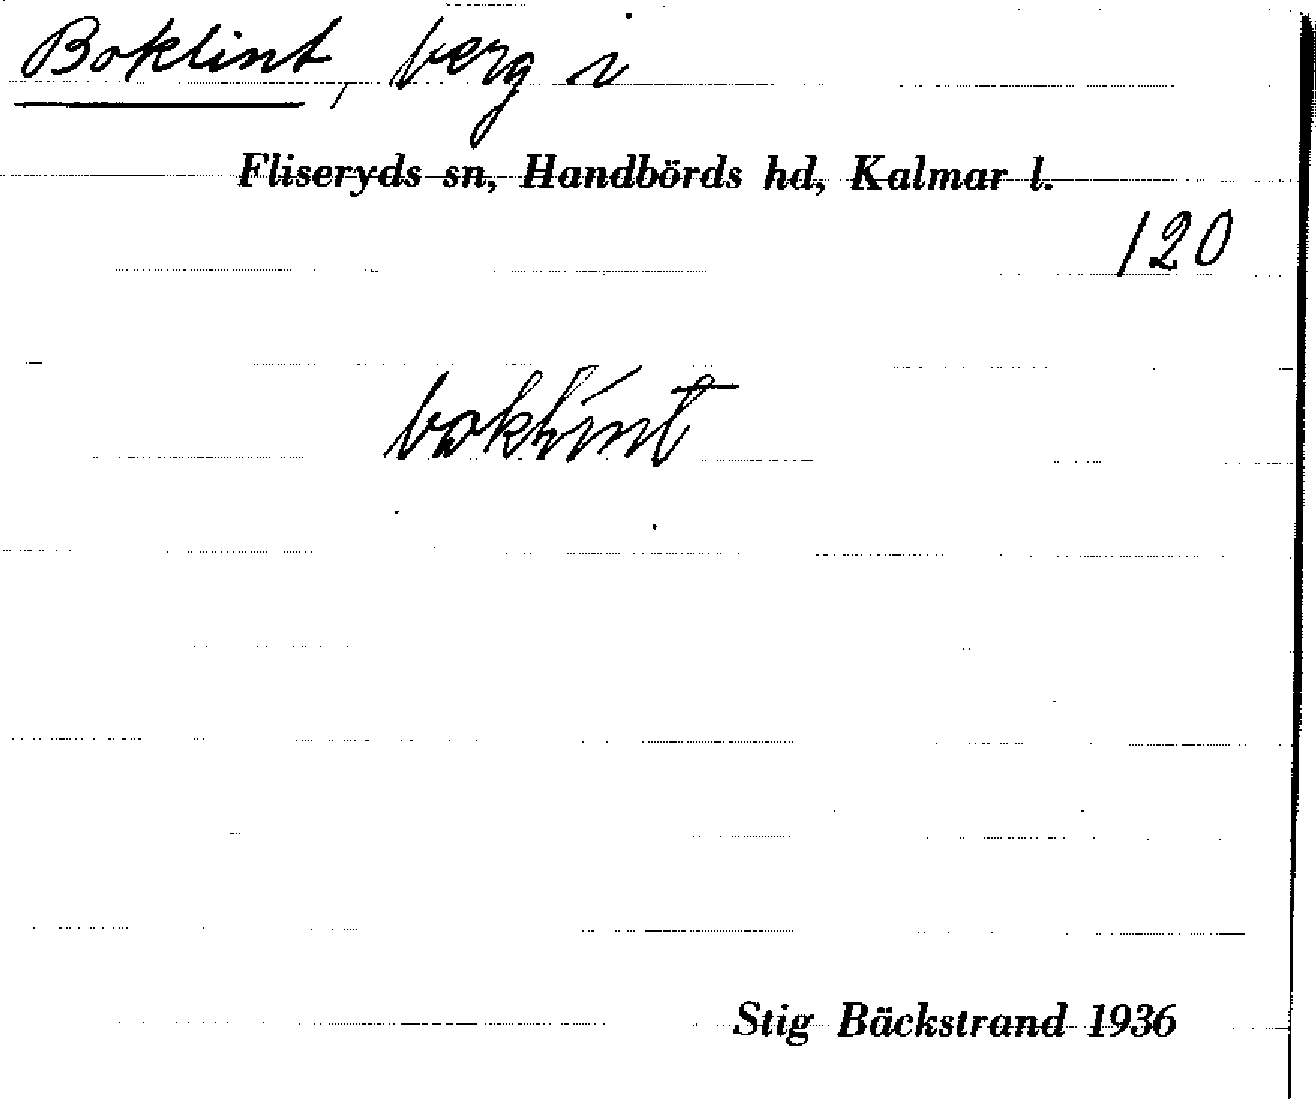 Boklint, berg i
Fliseryds sn, Handbörds hd, Kalmar l.
120
boklint
Stig Bäckstrand 1936